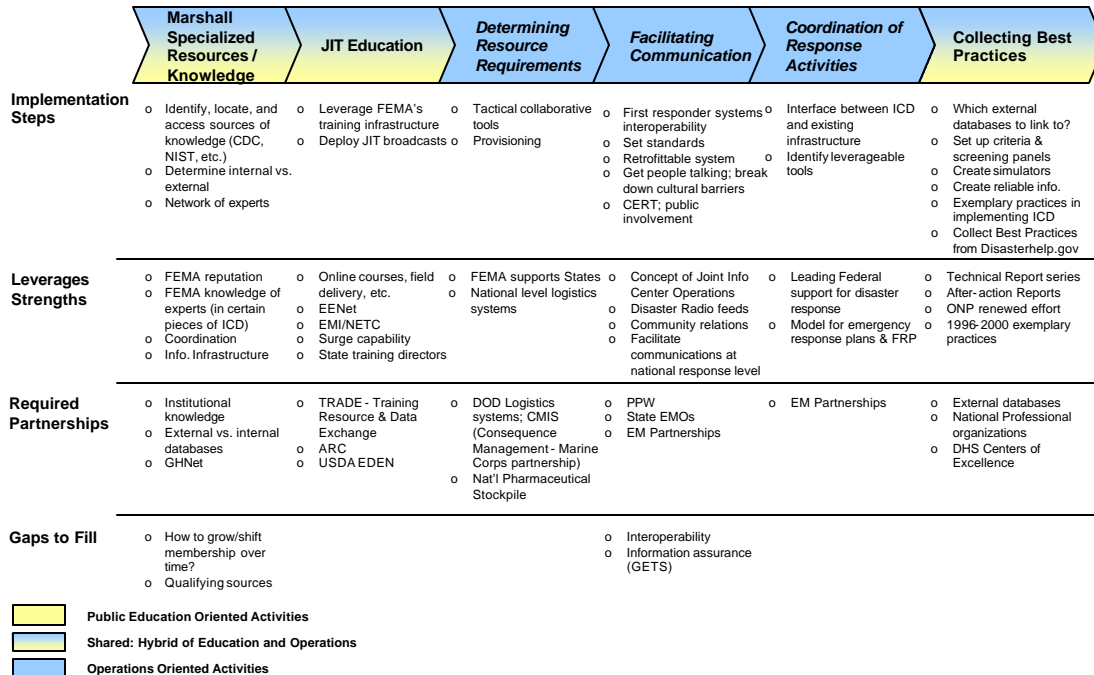 Marshall
Specialized
Resources /
Knowledge
JIT Education
Determining
Resource
Requirements
Facilitating
Communication
Coordination of
Response
Activities
Collecting Best
Practices
Implementation
Steps
o Identify, locate, and
access sources of
knowledge (CDC,
NIST, etc.)
o Determine internal vs.
external
o Network of experts
o Leverage FEMA's
training infrastructure
o Deploy JIT broadcasts
o Tactical collaborative
tools
o Provisioning
o First responder systems
interoperability
o Set standards
o Retrofittable system
o Get people talking; break
down cultural barriers
o CERT; public
involvement
o Interface between ICD
and existing
infrastructure
o Identify leverageable
tools
o Which external
databases to link to?
o Set up criteria &
screening panels
o Create simulators
o Create reliable info.
o Exemplary practices in
implementing ICD
o Collect Best Practices
from Disasterhelp.gov
Leverages
Strengths
o FEMA reputation
o FEMA knowledge of
experts (in certain
pieces of ICD)
o Coordination
o Info. Infrastructure
o Online courses, field
delivery, etc.
o EENet
o EMI/NETC
o Surge capability
o State training directors
o FEMA supports States
o National level logistics
systems
o Concept of Joint Info
Center Operations
o Disaster Radio feeds
o Community relations
o Facilitate
communications at
national response level
o Leading Federal
support for disaster
response
o Model for emergency
response plans & FRP
o Technical Report series
o After-action Reports
o ONP renewed effort
o 1996-2000 exemplary
practices
Required
Partnerships
o Institutional
knowledge
o External vs. internal
databases
o GHNet
o TRADE - Training
Resource & Data
Exchange
o ARC
o USDA EDEN
o DOD Logistics
systems; CMIS
(Consequence
Management - Marine
Corps partnership)
o Nat'l Pharmaceutical
Stockpile
o PPW
o State EMOs
o EM Partnerships
o EM Partnerships
o External databases
o National Professional
organizations
o DHS Centers of
Excellence
Gaps to Fill
o How to grow/shift
membership over
time?
o Qualifying sources
o Interoperability
o Information assurance
(GETS)
Public Education Oriented Activities
Shared: Hybrid of Education and Operations
Operations Oriented Activities